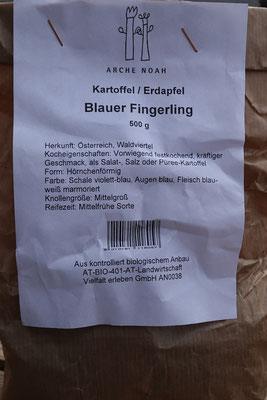 ARCHE NOAH
Kartoffel / Erdapfel
Blauer Fingerling
500 g
Herkunft: Österreich, Waldviertel
Kocheigenschaften: Vorwiegend festkochend, kräftiger
Geschmack, als Salat-, Salz oder Püree-Kartoffel
Form: Hörnchenförmig
Farbe: Schale violett-blau, Augen blau, Fleisch blau-
weiß marmoriert
Knollengröße: Mittelgroß
Reifezeit: Mittelfrühe Sorte
Aus kontrolliert biologischem Anbau
AT-BIO-401-AT-Landwirtschaft
Vielfalt erleben GmbH AN0038